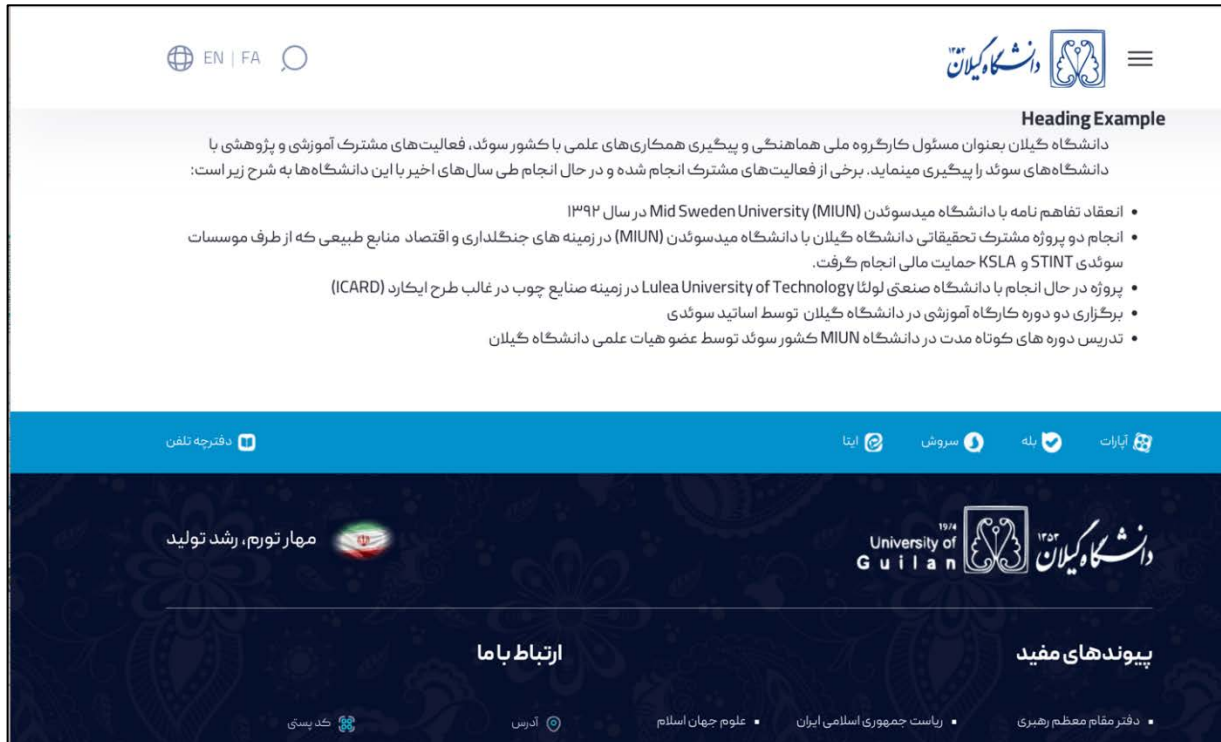 دانشگاه گیلان
۱۳۵۳
EN | FA
Heading Example
دانشگاه گیلان بعنوان مسئول کارگروه ملی هماهنگی و پیگیری همکاری‌های علمی با کشور سوئد، فعالیت‌های مشترک آموزشی و پژوهشی با
دانشگاه‌های سوئد را پیگیری مینماید. برخی از فعالیت‌های مشترک انجام شده و در حال انجام طی سال‌های اخیر با این دانشگاه‌ها به شرح زیر است:
• انعقاد تفاهم نامه با دانشگاه میدسوئدن Mid Sweden University (MIUN) در سال ۱۳۹۲
• انجام دو پروژه مشترک تحقیقاتی دانشگاه گیلان با دانشگاه میدسوئدن (MIUN) در زمینه های جنگلداری و اقتصاد منابع طبیعی که از طرف موسسات
سوئدی STINT و KSLA حمایت مالی انجام گرفت.
• پروژه در حال انجام با دانشگاه صنعتی لولئا Lulea University of Technology در زمینه صنایع چوب در غالب طرح ایکارد (ICARD)
• برگزاری دو دوره کارگاه آموزشی در دانشگاه گیلان توسط اساتید سوئدی
• تدریس دوره های کوتاه مدت در دانشگاه MIUN کشور سوئد توسط عضو هیات علمی دانشگاه گیلان
آپارات بله سروش ایتا دفترچه تلفن
دانشگاه گیلان
۱۳۵۳
1974
University of
Guilan
مهار تورم، رشد تولید
پیوندهای مفید ارتباط با ما
▪ دفتر مقام معظم رهبری ▪ ریاست جمهوری اسلامی ایران ▪ علوم جهان اسلام آدرس کد پستی